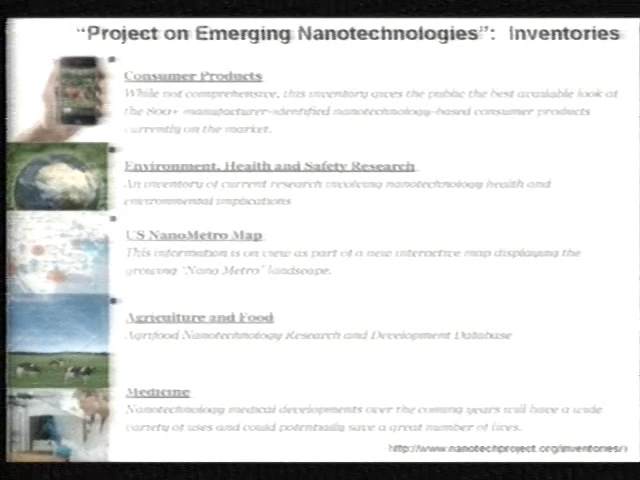 “Project on Emerging Nanotechnologies”: Inventories
Consumer Products
While not comprehensive, this inventory gives the public the best available look at
the 800+ manufacturer-identified nanotechnology-based consumer products
currently on the market.
Environment, Health and Safety Research
An inventory of current research involving nanotechnology health and
environmental implications
US NanoMetro Map
This information is on view as part of a new interactive map displaying the
growing "Nano Metro" landscape.
Agriculture and Food
Agrifood Nanotechnology Research and Development Database
Medicine
Nanotechnology medical developments over the coming years will have a wide
variety of uses and could potentially save a great number of lives.
http://www.nanotechproject.org/inventories/